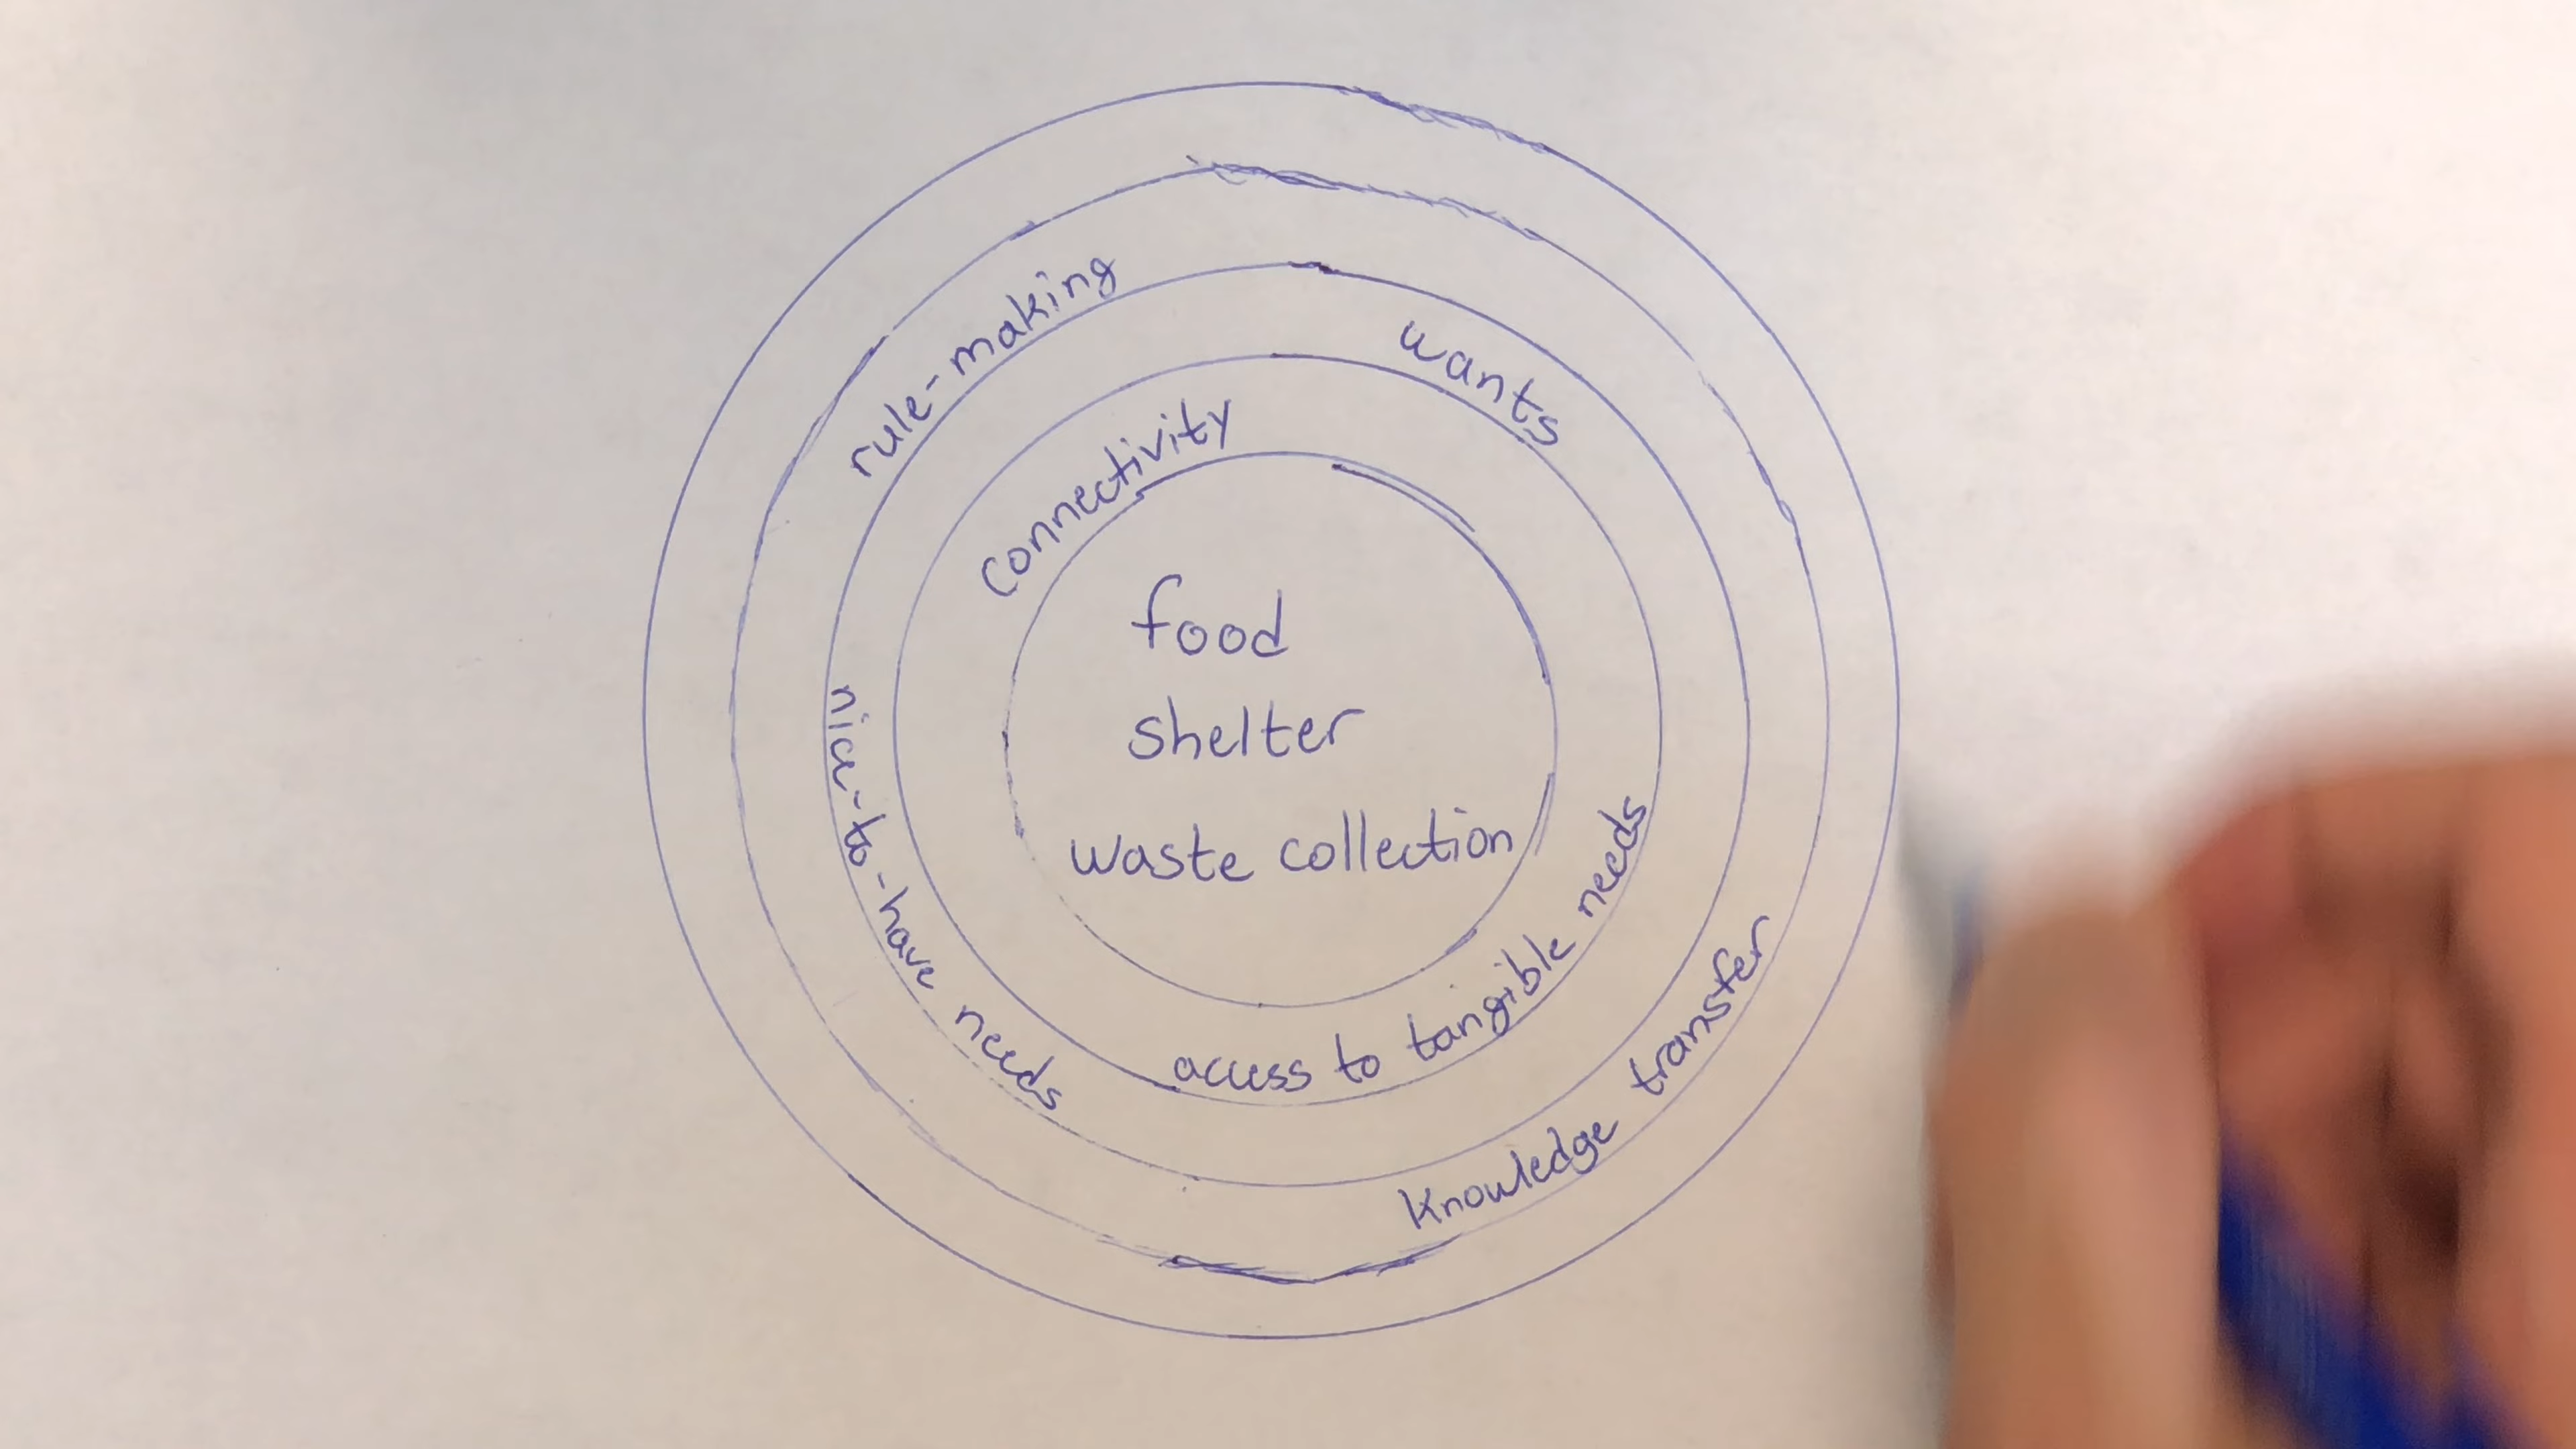 rule-making
wants
connectivity
food
shelter
waste collection
nice-to-have needs
access to tangible needs
Knowledge transfer